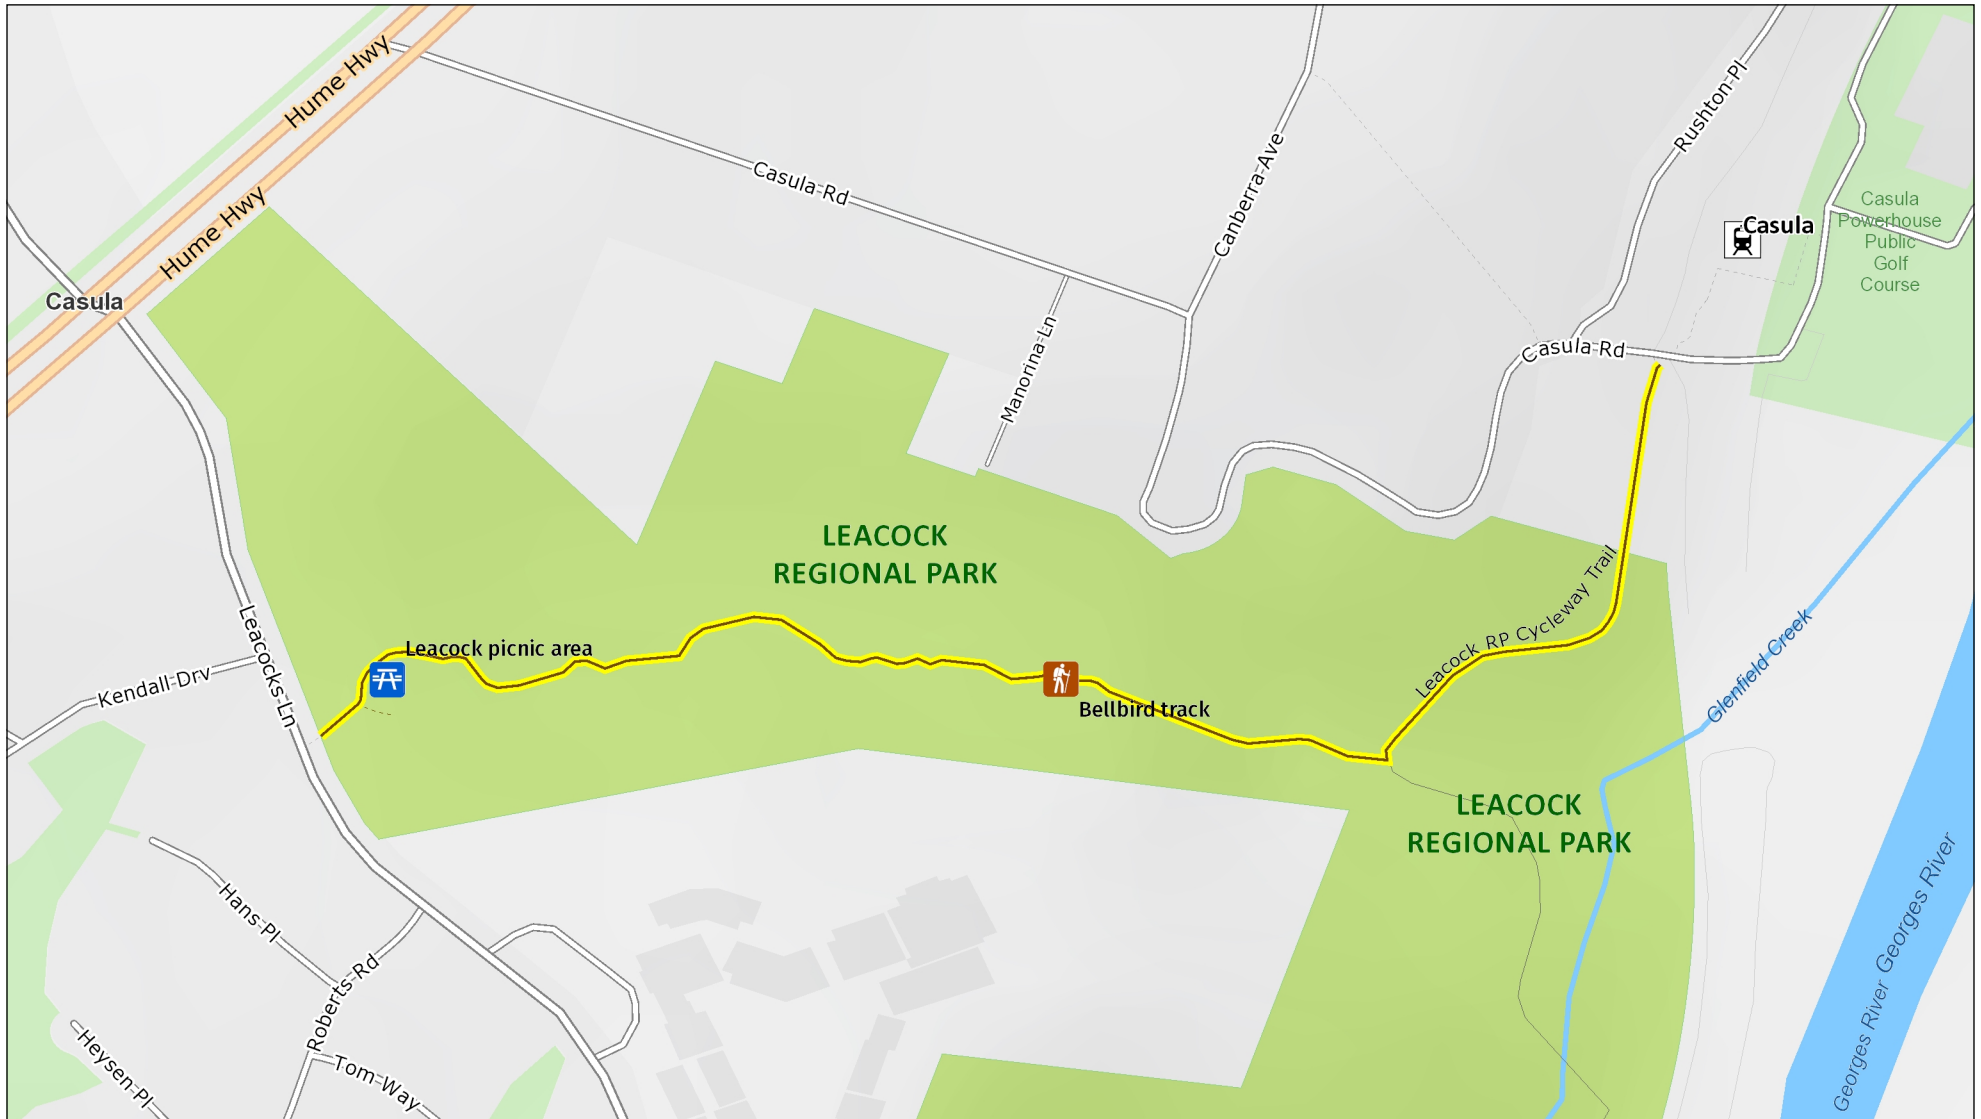 Hume Hwy
Hume Hwy
Casula Rd
Canberra Ave
Rushton Pl
Casula
Casula
Powerhouse
Public
Golf
Course
Casula
Manorina Ln
Casula Rd
LEACOCK
REGIONAL PARK
Leacock RP Cycleway Trail
Glenfield Creek
Leacocks Ln
Leacock picnic area
Kendall Drv
Bellbird track
LEACOCK
REGIONAL PARK
Georges River Georges River
Hans Pl
Roberts Rd
Heysen Pl
Tom Way